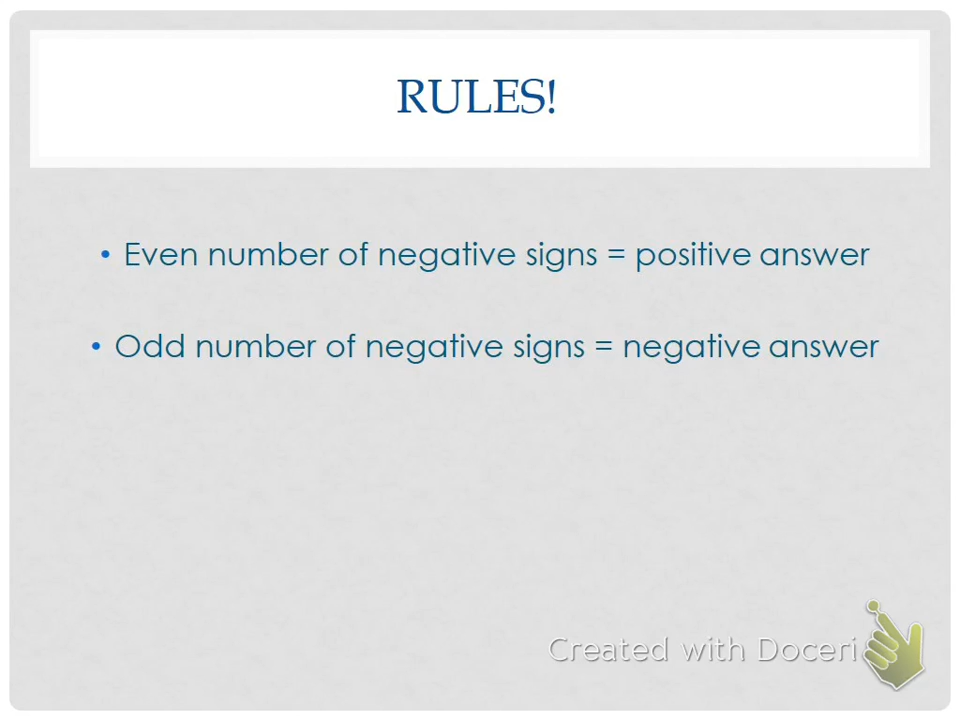 RULES!
• Even number of negative signs = positive answer
• Odd number of negative signs = negative answer
Created with Doceri